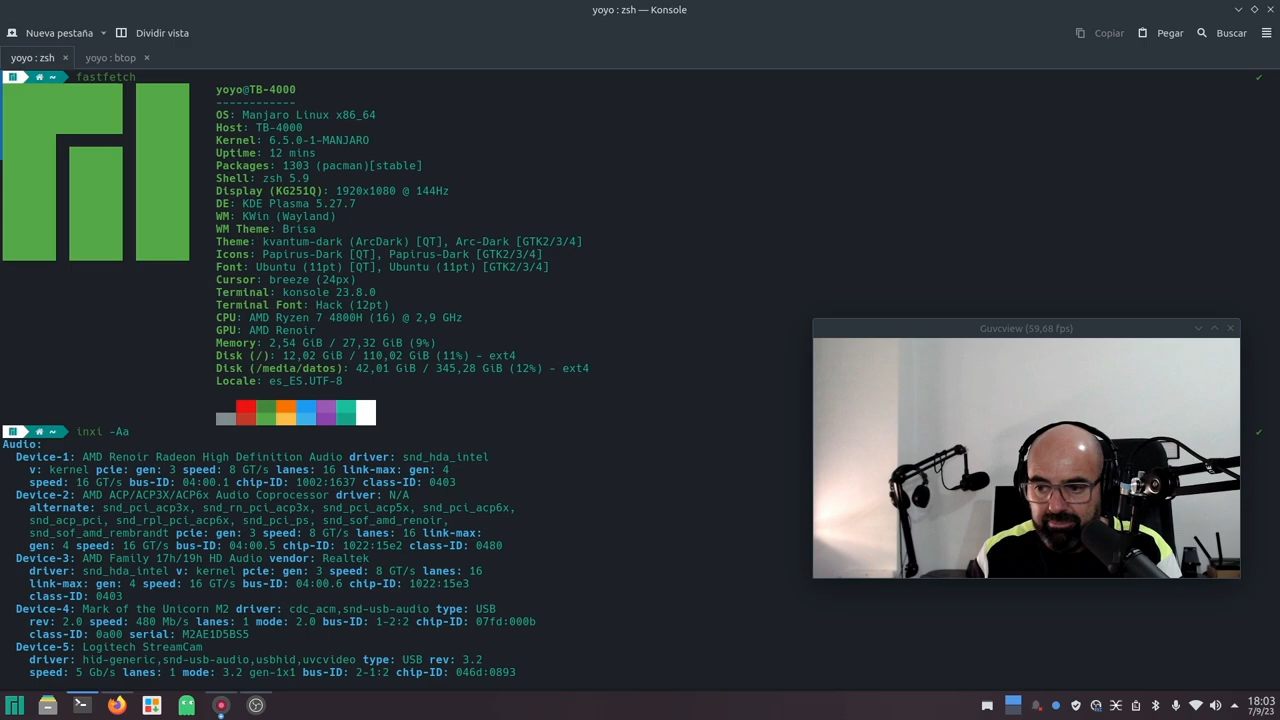 yoyo : zsh — Konsole
Nueva pestaña
Dividir vista
Copiar
Pegar
Buscar
yoyo : zsh
yoyo : btop
~ fastfetch
yoyo@TB-4000
------------
OS: Manjaro Linux x86_64
Host: TB-4000
Kernel: 6.5.0-1-MANJARO
Uptime: 12 mins
Packages: 1303 (pacman)[stable]
Shell: zsh 5.9
Display (KG251Q): 1920x1080 @ 144Hz
DE: KDE Plasma 5.27.7
WM: KWin (Wayland)
WM Theme: Brisa
Theme: kvantum-dark (ArcDark) [QT], Arc-Dark [GTK2/3/4]
Icons: Papirus-Dark [QT], Papirus-Dark [GTK2/3/4]
Font: Ubuntu (11pt) [QT], Ubuntu (11pt) [GTK2/3/4]
Cursor: breeze (24px)
Terminal: konsole 23.8.0
Terminal Font: Hack (12pt)
CPU: AMD Ryzen 7 4800H (16) @ 2,9 GHz
GPU: AMD Renoir
Memory: 2,54 GiB / 27,32 GiB (9%)
Disk (/): 12,02 GiB / 110,02 GiB (11%) - ext4
Disk (/media/datos): 42,01 GiB / 345,28 GiB (12%) - ext4
Locale: es_ES.UTF-8
Guvcview (59,68 fps)
~ inxi -Aa
Audio:
Device-1: AMD Renoir Radeon High Definition Audio driver: snd_hda_intel
v: kernel pcie: gen: 3 speed: 8 GT/s lanes: 16 link-max: gen: 4
speed: 16 GT/s bus-ID: 04:00.1 chip-ID: 1002:1637 class-ID: 0403
Device-2: AMD ACP/ACP3X/ACP6x Audio Coprocessor driver: N/A
alternate: snd_pci_acp3x, snd_rn_pci_acp3x, snd_pci_acp5x, snd_pci_acp6x,
snd_acp_pci, snd_rpl_pci_acp6x, snd_pci_ps, snd_sof_amd_renoir,
snd_sof_amd_rembrandt pcie: gen: 3 speed: 8 GT/s lanes: 16 link-max:
gen: 4 speed: 16 GT/s bus-ID: 04:00.5 chip-ID: 1022:15e2 class-ID: 0480
Device-3: AMD Family 17h/19h HD Audio vendor: Realtek
driver: snd_hda_intel v: kernel pcie: gen: 3 speed: 8 GT/s lanes: 16
link-max: gen: 4 speed: 16 GT/s bus-ID: 04:00.6 chip-ID: 1022:15e3
class-ID: 0403
Device-4: Mark of the Unicorn M2 driver: cdc_acm,snd-usb-audio type: USB
rev: 2.0 speed: 480 Mb/s lanes: 1 mode: 2.0 bus-ID: 1-2:2 chip-ID: 07fd:000b
class-ID: 0a00 serial: M2AE1D5BS5
Device-5: Logitech StreamCam
driver: hid-generic,snd-usb-audio,usbhid,uvcvideo type: USB rev: 3.2
speed: 5 Gb/s lanes: 1 mode: 3.2 gen-1x1 bus-ID: 2-1:2 chip-ID: 046d:0893
18:03
7/9/23